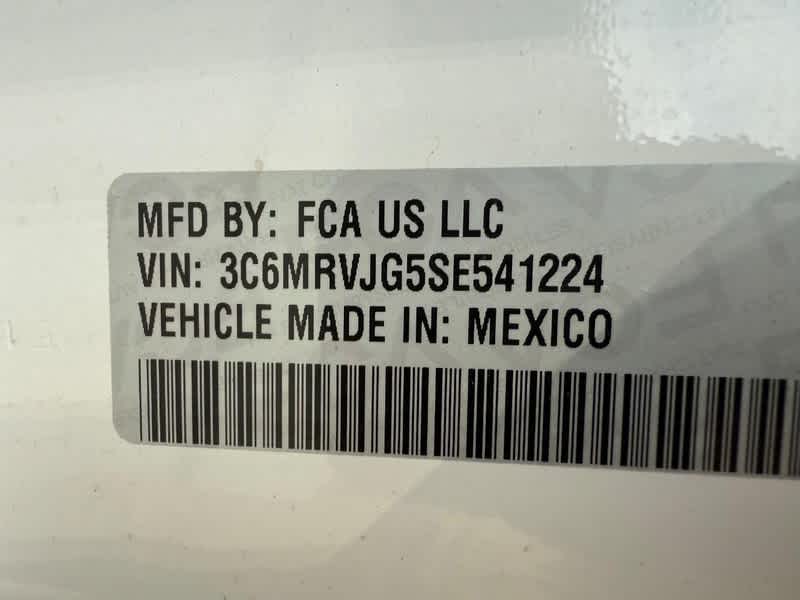 MFD BY: FCA US LLC
VIN: 3C6MRVJG5SE541224
VEHICLE MADE IN: MEXICO